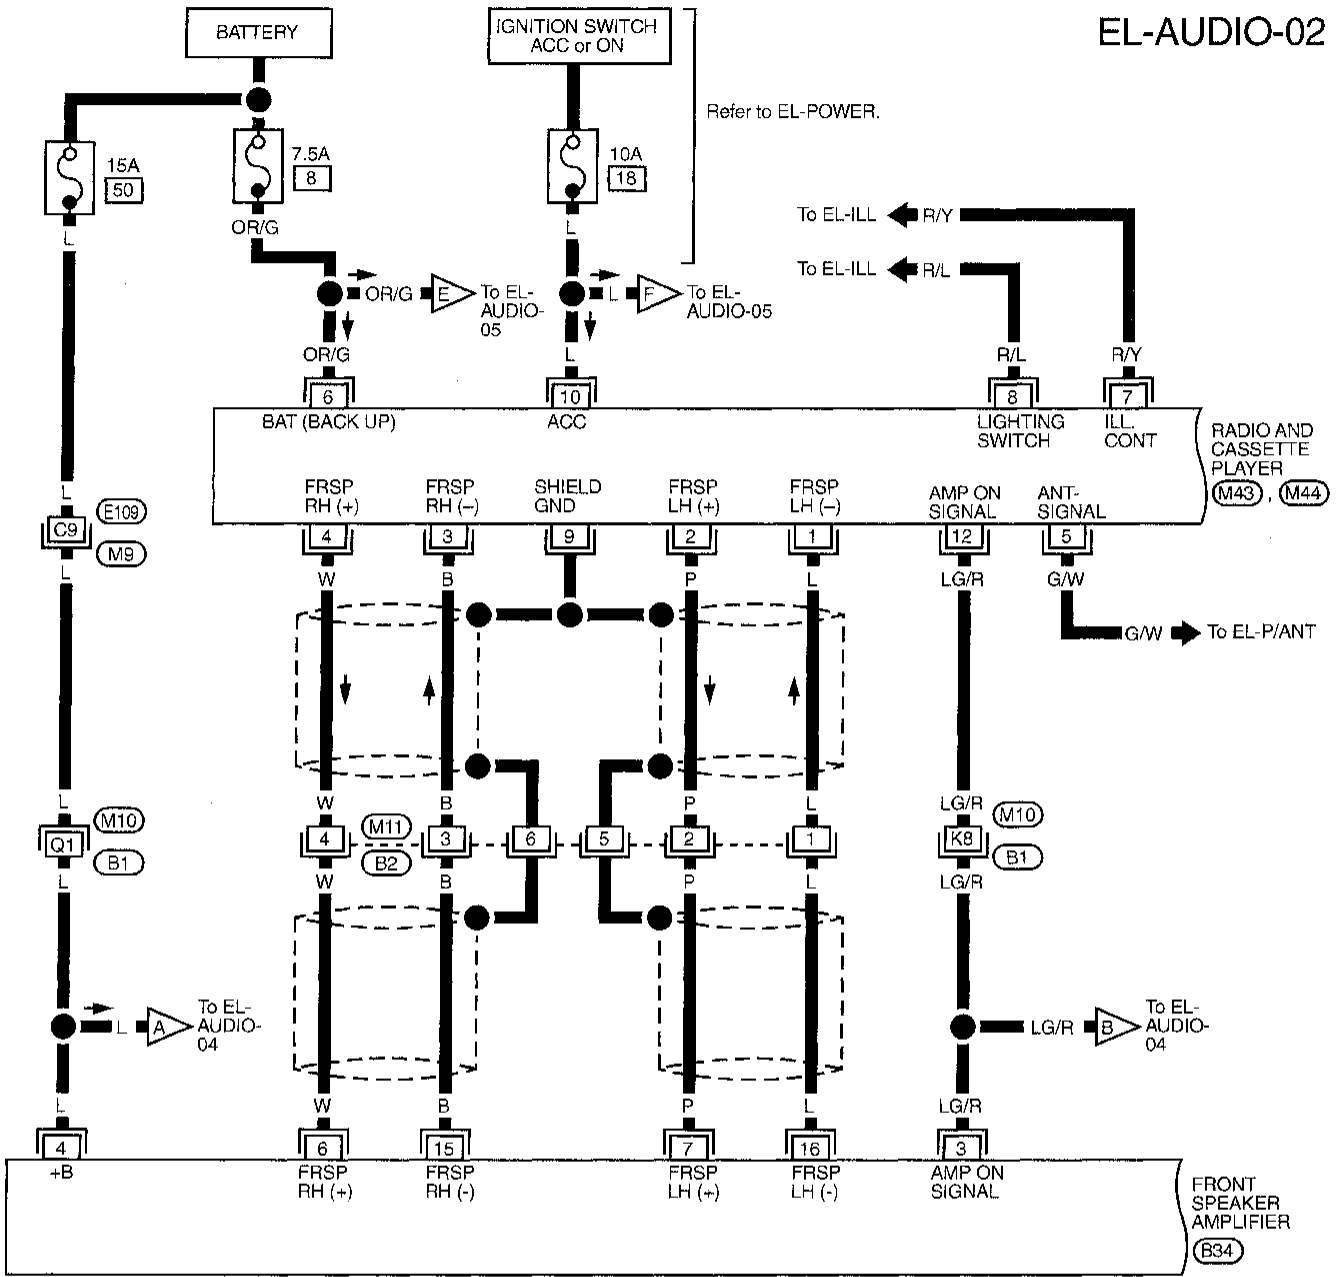 EL-AUDIO-02
BATTERY
IGNITION SWITCH
ACC or ON
Refer to EL-POWER.
15A
50
7.5A
8
10A
18
L
OR/G
L
To EL-ILL
R/Y
To EL-ILL
R/L
OR/G
E
To EL-
AUDIO-
05
L
F
To EL-
AUDIO-05
OR/G
L
R/L
R/Y
6
10
8
7
BAT (BACK UP)
ACC
LIGHTING
SWITCH
ILL.
CONT
RADIO AND
CASSETTE
PLAYER
M43 , M44
FRSP
RH (+)
FRSP
RH (-)
SHIELD
GND
FRSP
LH (+)
FRSP
LH (-)
AMP ON
SIGNAL
ANT-
SIGNAL
L
C9
E109
M9
L
4
3
9
2
1
12
5
W
B
P
L
LG/R
G/W
G/W
To EL-P/ANT
L
W
B
P
L
LG/R
Q1
M10
B1
4
M11
B2
3
6
5
2
1
K8
M10
B1
L
W
B
P
L
LG/R
L
A
To EL-
AUDIO-
04
LG/R
B
To EL-
AUDIO-
04
L
W
B
P
L
LG/R
4
6
15
7
16
3
+B
FRSP
RH (+)
FRSP
RH (-)
FRSP
LH (+)
FRSP
LH (-)
AMP ON
SIGNAL
FRONT
SPEAKER
AMPLIFIER
B34